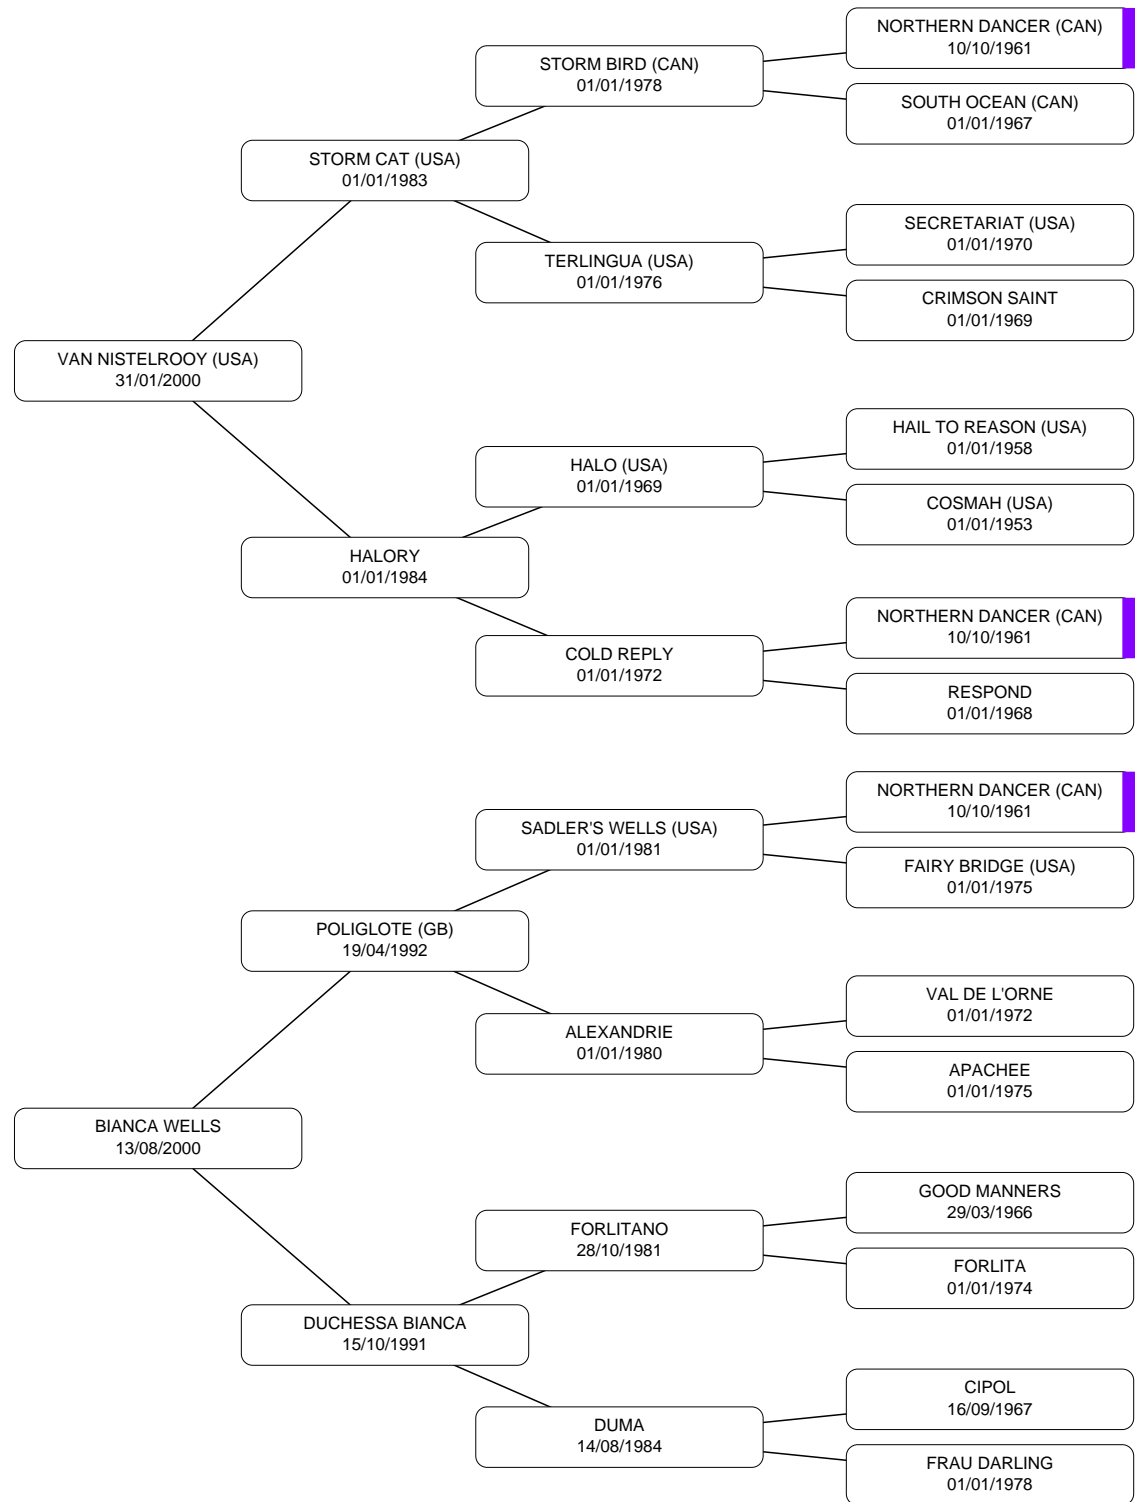 NORTHERN DANCER (CAN)
10/10/1961
STORM BIRD (CAN)
01/01/1978
SOUTH OCEAN (CAN)
01/01/1967
STORM CAT (USA)
01/01/1983
SECRETARIAT (USA)
01/01/1970
TERLINGUA (USA)
01/01/1976
CRIMSON SAINT
01/01/1969
VAN NISTELROOY (USA)
31/01/2000
HAIL TO REASON (USA)
01/01/1958
HALO (USA)
01/01/1969
COSMAH (USA)
01/01/1953
HALORY
01/01/1984
NORTHERN DANCER (CAN)
10/10/1961
COLD REPLY
01/01/1972
RESPOND
01/01/1968
NORTHERN DANCER (CAN)
10/10/1961
SADLER'S WELLS (USA)
01/01/1981
FAIRY BRIDGE (USA)
01/01/1975
POLIGLOTE (GB)
19/04/1992
VAL DE L'ORNE
01/01/1972
ALEXANDRIE
01/01/1980
APACHEE
01/01/1975
BIANCA WELLS
13/08/2000
GOOD MANNERS
29/03/1966
FORLITANO
28/10/1981
FORLITA
01/01/1974
DUCHESSA BIANCA
15/10/1991
CIPOL
16/09/1967
DUMA
14/08/1984
FRAU DARLING
01/01/1978